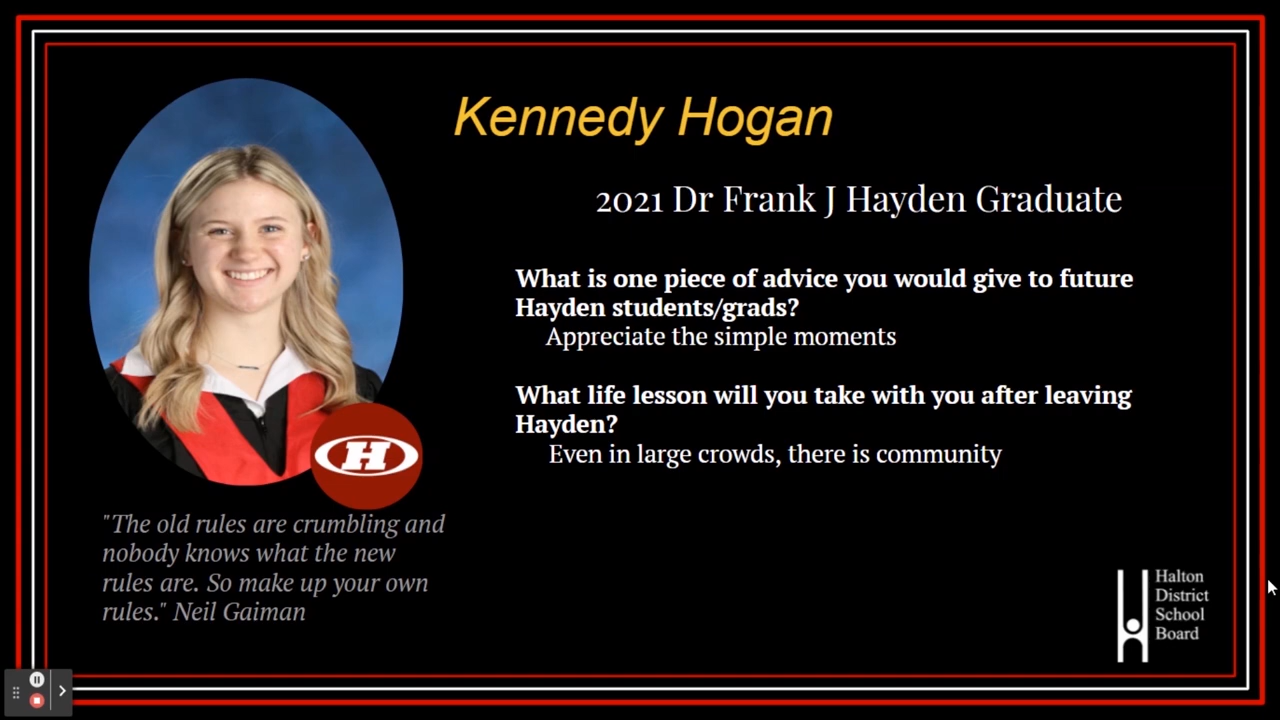 Kennedy Hogan
2021 Dr Frank J Hayden Graduate
What is one piece of advice you would give to future
Hayden students/grads?
Appreciate the simple moments
What life lesson will you take with you after leaving
Hayden?
Even in large crowds, there is community
H
"The old rules are crumbling and
nobody knows what the new
rules are. So make up your own
rules." Neil Gaiman
Halton
District
School
Board